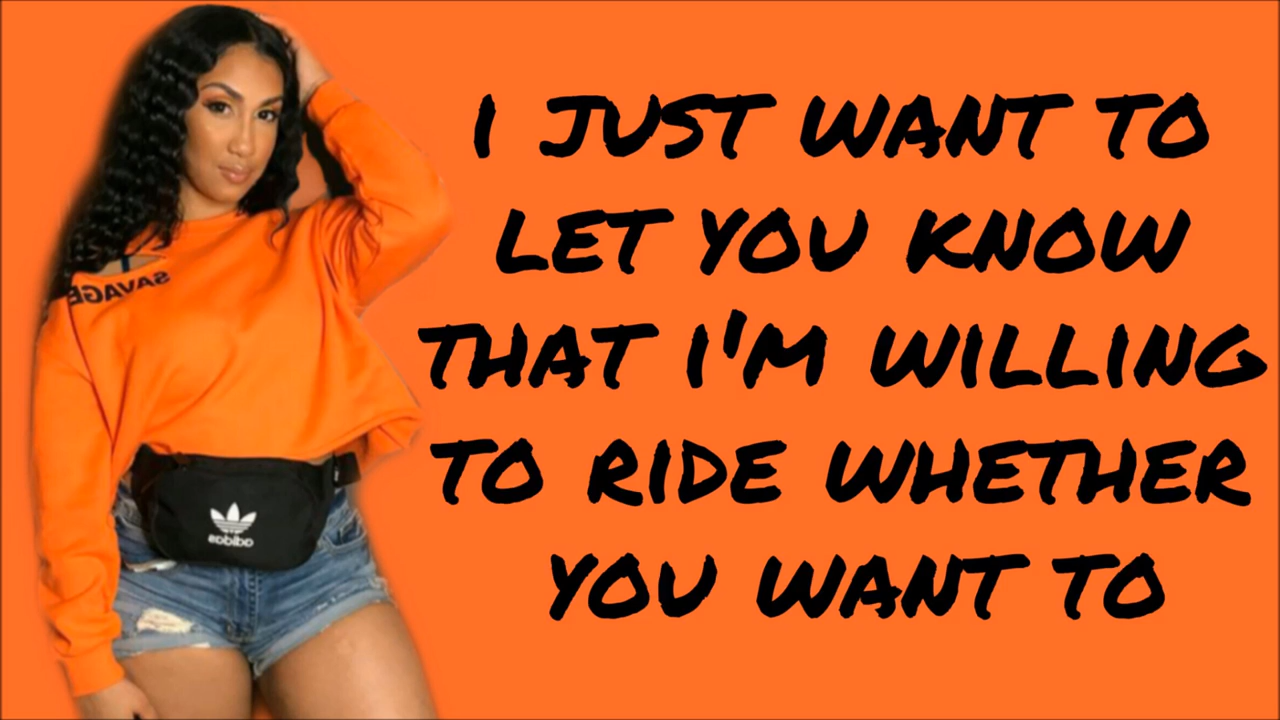 I JUST WANT TO
LET YOU KNOW
THAT I'M WILLING
TO RIDE WHETHER
YOU WANT TO
SAVAGE
adidas